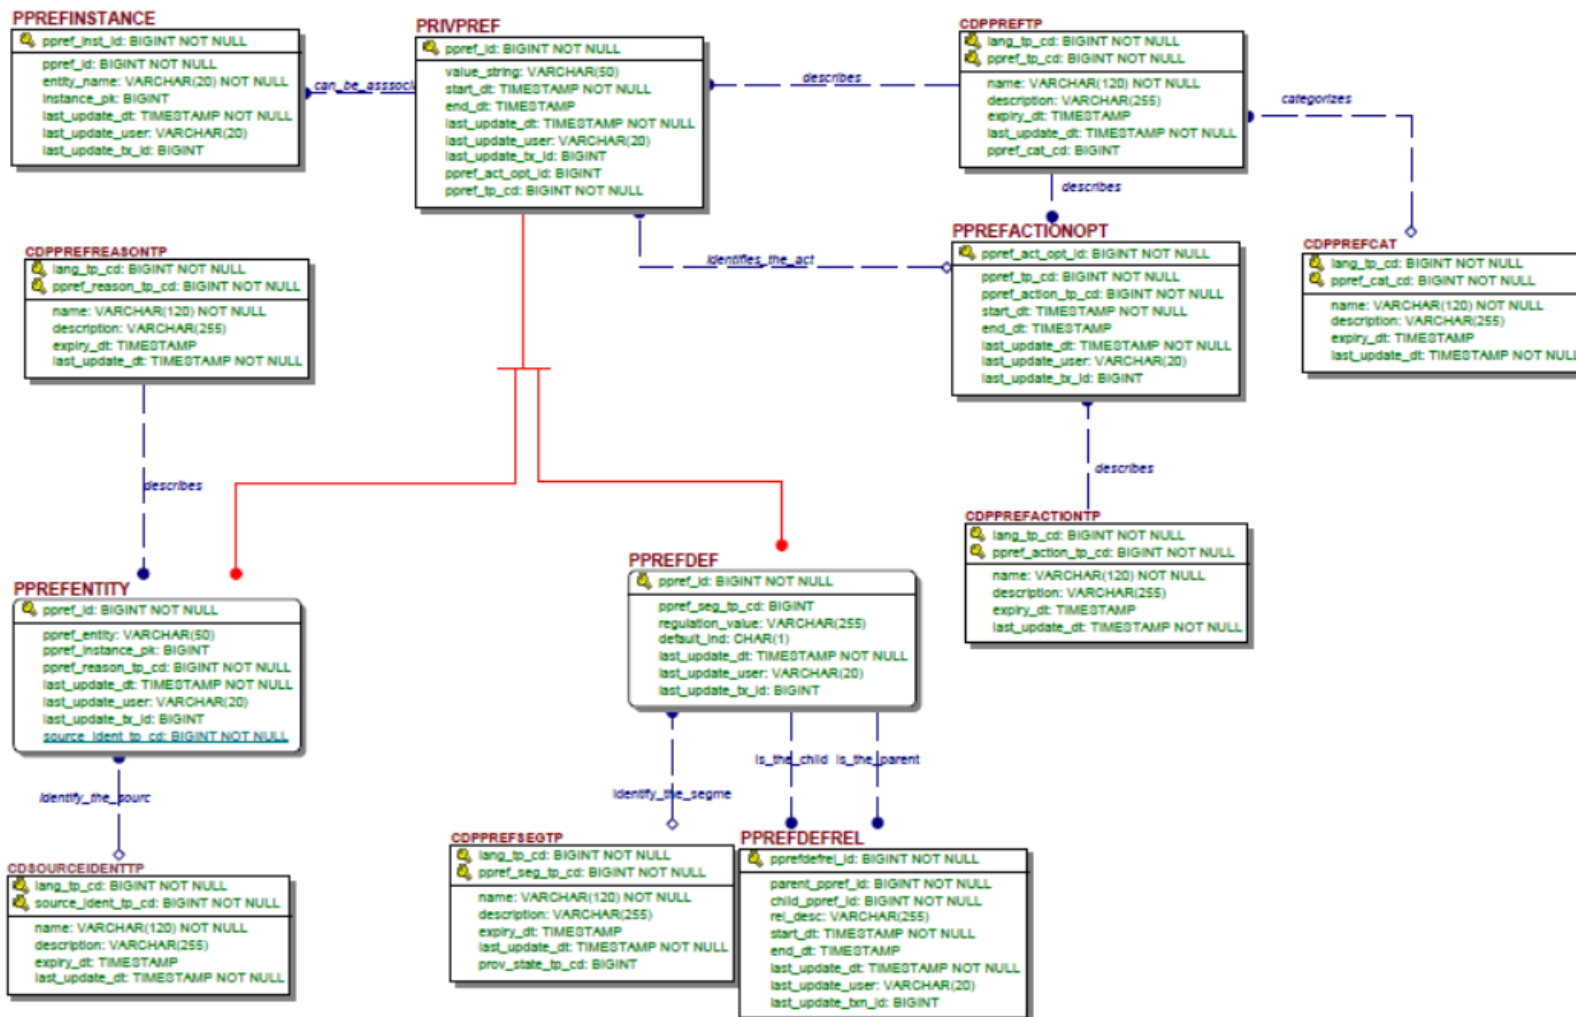 PPREFINSTANCE
ppref_inst_id: BIGINT NOT NULL
ppref_id: BIGINT NOT NULL
entity_name: VARCHAR(20) NOT NULL
instance_pk: BIGINT
last_update_dt: TIMESTAMP NOT NULL
last_update_user: VARCHAR(20)
last_update_tx_id: BIGINT
can_be_asssocia
PRIVPREF
ppref_id: BIGINT NOT NULL
value_string: VARCHAR(50)
start_dt: TIMESTAMP NOT NULL
end_dt: TIMESTAMP
last_update_dt: TIMESTAMP NOT NULL
last_update_user: VARCHAR(20)
last_update_tx_id: BIGINT
ppref_act_opt_id: BIGINT
ppref_tp_cd: BIGINT NOT NULL
describes
CDPPREFTP
lang_tp_cd: BIGINT NOT NULL
ppref_tp_cd: BIGINT NOT NULL
name: VARCHAR(120) NOT NULL
description: VARCHAR(255)
expiry_dt: TIMESTAMP
last_update_dt: TIMESTAMP NOT NULL
ppref_cat_cd: BIGINT
categorizes
describes
CDPPREFREASONTP
lang_tp_cd: BIGINT NOT NULL
ppref_reason_tp_cd: BIGINT NOT NULL
name: VARCHAR(120) NOT NULL
description: VARCHAR(255)
expiry_dt: TIMESTAMP
last_update_dt: TIMESTAMP NOT NULL
identifies_the_act
PPREFACTIONOPT
ppref_act_opt_id: BIGINT NOT NULL
ppref_tp_cd: BIGINT NOT NULL
ppref_action_tp_cd: BIGINT NOT NULL
start_dt: TIMESTAMP NOT NULL
end_dt: TIMESTAMP
last_update_dt: TIMESTAMP NOT NULL
last_update_user: VARCHAR(20)
last_update_tx_id: BIGINT
CDPPREFCAT
lang_tp_cd: BIGINT NOT NULL
ppref_cat_cd: BIGINT NOT NULL
name: VARCHAR(120) NOT NULL
description: VARCHAR(255)
expiry_dt: TIMESTAMP
last_update_dt: TIMESTAMP NOT NULL
describes
describes
CDPPREFACTIONTP
lang_tp_cd: BIGINT NOT NULL
ppref_action_tp_cd: BIGINT NOT NULL
name: VARCHAR(120) NOT NULL
description: VARCHAR(255)
expiry_dt: TIMESTAMP
last_update_dt: TIMESTAMP NOT NULL
PPREFENTITY
ppref_id: BIGINT NOT NULL
ppref_entity: VARCHAR(50)
ppref_instance_pk: BIGINT
ppref_reason_tp_cd: BIGINT NOT NULL
last_update_dt: TIMESTAMP NOT NULL
last_update_user: VARCHAR(20)
last_update_tx_id: BIGINT
source_ident_tp_cd: BIGINT NOT NULL
PPREFDEF
ppref_id: BIGINT NOT NULL
ppref_seg_tp_cd: BIGINT
regulation_value: VARCHAR(255)
default_ind: CHAR(1)
last_update_dt: TIMESTAMP NOT NULL
last_update_user: VARCHAR(20)
last_update_tx_id: BIGINT
identify_the_sourc
identify_the_segme
is_the_child
is_the_parent
CDSOURCEIDENTTP
lang_tp_cd: BIGINT NOT NULL
source_ident_tp_cd: BIGINT NOT NULL
name: VARCHAR(120) NOT NULL
description: VARCHAR(255)
expiry_dt: TIMESTAMP
last_update_dt: TIMESTAMP NOT NULL
CDPPREFSEGTP
lang_tp_cd: BIGINT NOT NULL
ppref_seg_tp_cd: BIGINT NOT NULL
name: VARCHAR(120) NOT NULL
description: VARCHAR(255)
expiry_dt: TIMESTAMP
last_update_dt: TIMESTAMP NOT NULL
prov_state_tp_cd: BIGINT
PPREFDEFREL
pprefdefrel_id: BIGINT NOT NULL
parent_ppref_id: BIGINT NOT NULL
child_ppref_id: BIGINT NOT NULL
rel_desc: VARCHAR(255)
start_dt: TIMESTAMP NOT NULL
end_dt: TIMESTAMP
last_update_dt: TIMESTAMP NOT NULL
last_update_user: VARCHAR(20)
last_update_txn_id: BIGINT